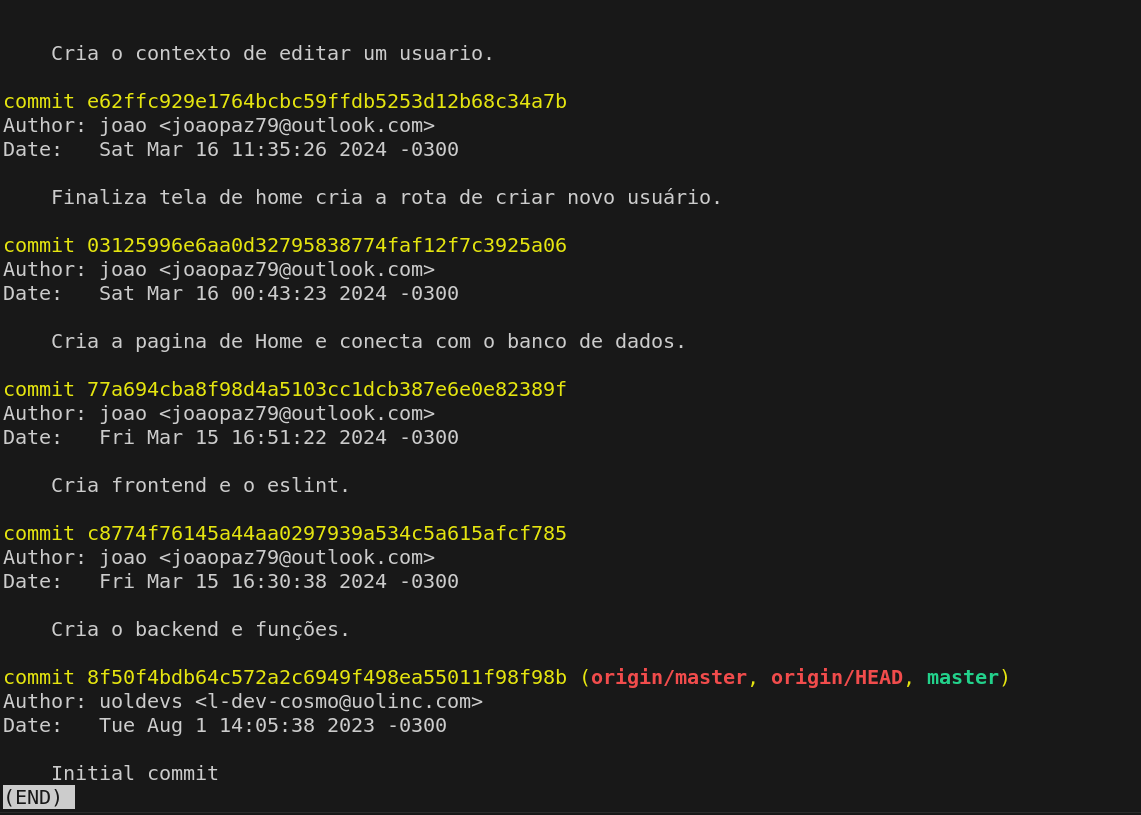 Cria o contexto de editar um usuario.
commit e62ffc929e1764bcbc59ffdb5253d12b68c34a7b
Author: joao <joaopaz79@outlook.com>
Date:   Sat Mar 16 11:35:26 2024 -0300
Finaliza tela de home cria a rota de criar novo usuário.
commit 03125996e6aa0d32795838774faf12f7c3925a06
Author: joao <joaopaz79@outlook.com>
Date:   Sat Mar 16 00:43:23 2024 -0300
Cria a pagina de Home e conecta com o banco de dados.
commit 77a694cba8f98d4a5103cc1dcb387e6e0e82389f
Author: joao <joaopaz79@outlook.com>
Date:   Fri Mar 15 16:51:22 2024 -0300
Cria frontend e o eslint.
commit c8774f76145a44aa0297939a534c5a615afcf785
Author: joao <joaopaz79@outlook.com>
Date:   Fri Mar 15 16:30:38 2024 -0300
Cria o backend e funções.
commit 8f50f4bdb64c572a2c6949f498ea55011f98f98b (origin/master, origin/HEAD, master)
Author: uoldevs <l-dev-cosmo@uolinc.com>
Date:   Tue Aug 1 14:05:38 2023 -0300
Initial commit
(END)